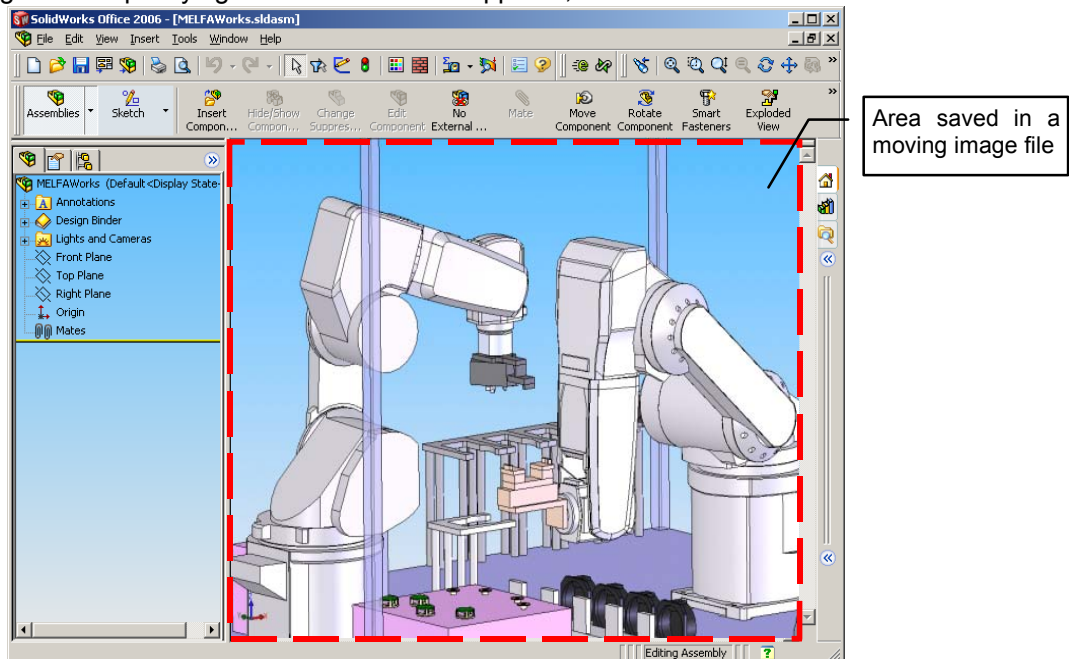 SolidWorks Office 2006 - [MELFAWorks.sldasm]
File Edit View Insert Tools Window Help
Assemblies
Sketch
Insert Compon...
Hide/Show Compon...
Change Suppres...
Edit Component
No External ...
Mate
Move Component
Rotate Component
Smart Fasteners
Exploded View
Area saved in a
moving image file
MELFAWorks (Default<Display State-
Annotations
Design Binder
Lights and Cameras
Front Plane
Top Plane
Right Plane
Origin
Mates
Editing Assembly